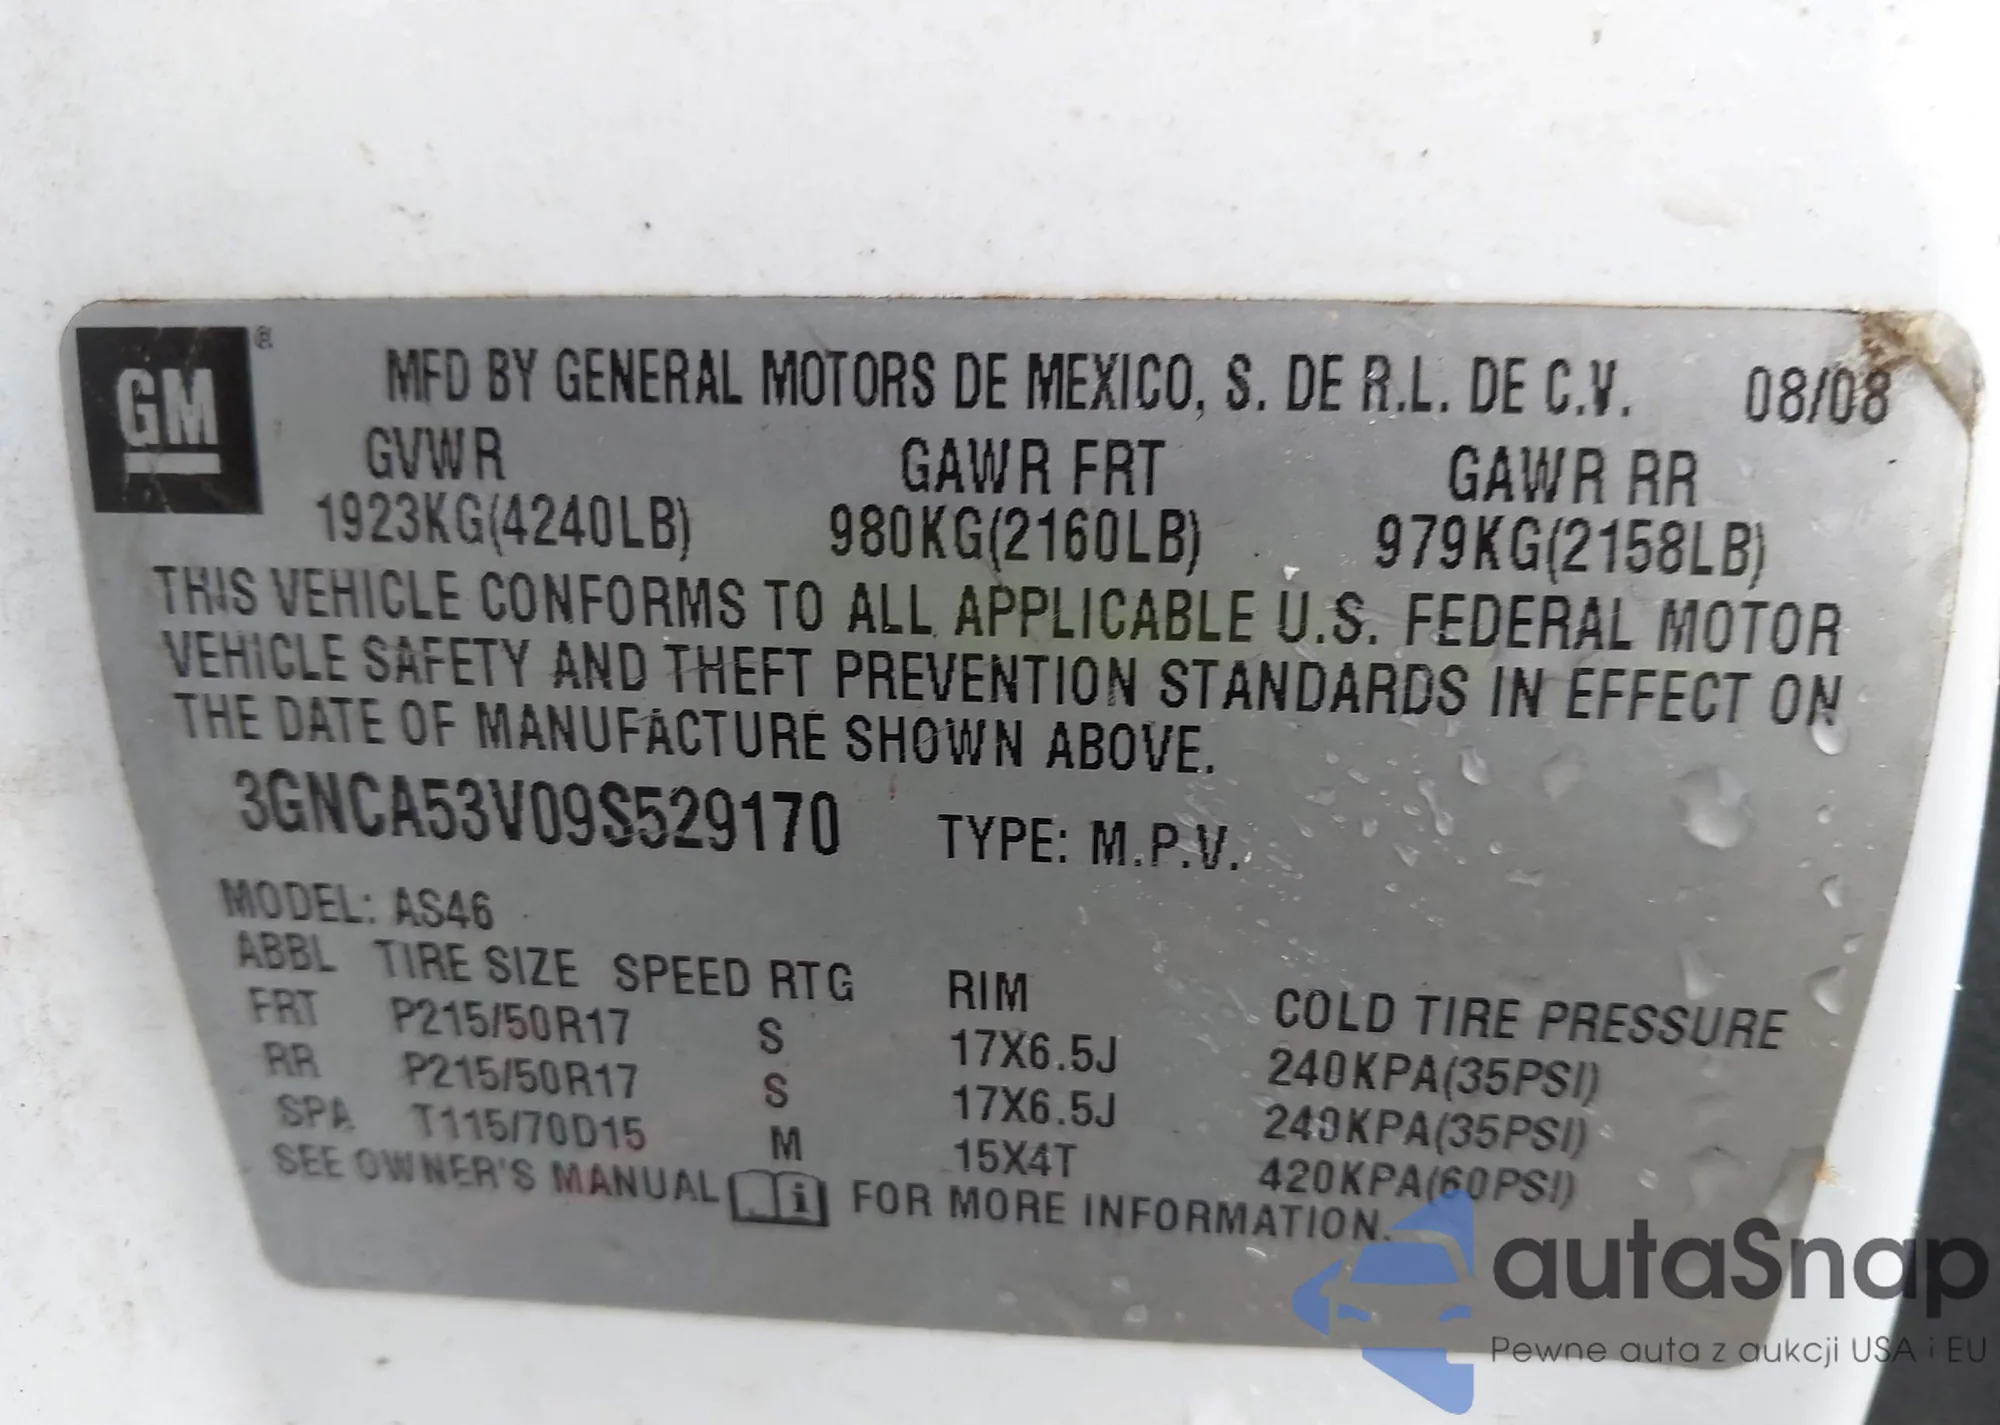 GM ®
MFD BY GENERAL MOTORS DE MEXICO, S. DE R.L. DE C.V. 08/08
GVWR GAWR FRT GAWR RR
1923KG(4240LB) 980KG(2160LB) 979KG(2158LB)
THIS VEHICLE CONFORMS TO ALL APPLICABLE U.S. FEDERAL MOTOR
VEHICLE SAFETY AND THEFT PREVENTION STANDARDS IN EFFECT ON
THE DATE OF MANUFACTURE SHOWN ABOVE.
3GNCA53V09S529170 TYPE: M.P.V.
MODEL: AS46
ABBL TIRE SIZE SPEED RTG RIM COLD TIRE PRESSURE
FRT P215/50R17 S 17X6.5J 240KPA(35PSI)
RR P215/50R17 S 17X6.5J 240KPA(35PSI)
SPA T115/70D15 M 15X4T 420KPA(60PSI)
SEE OWNER'S MANUAL i FOR MORE INFORMATION.
autaSnap
Pewne auta z aukcji USA i EU